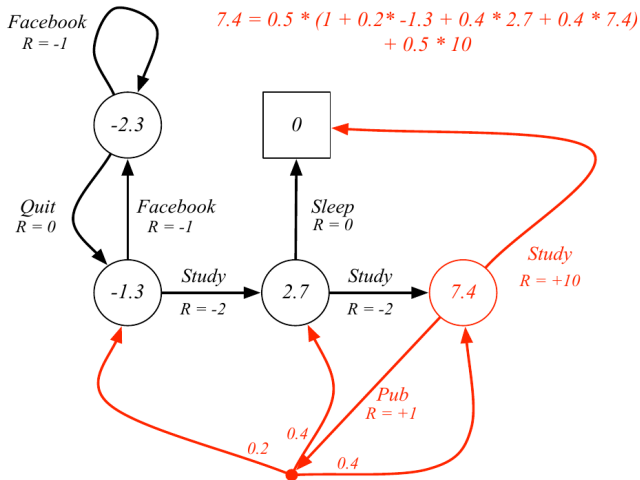 Facebook
R = -1
7.4 = 0.5 * (1 + 0.2* -1.3 + 0.4 * 2.7 + 0.4 * 7.4)
+ 0.5 * 10
-2.3
0
Quit
R = 0
Facebook
R = -1
Sleep
R = 0
Study
R = +10
-1.3
Study
R = -2
2.7
Study
R = -2
7.4
Pub
R = +1
0.2
0.4
0.4